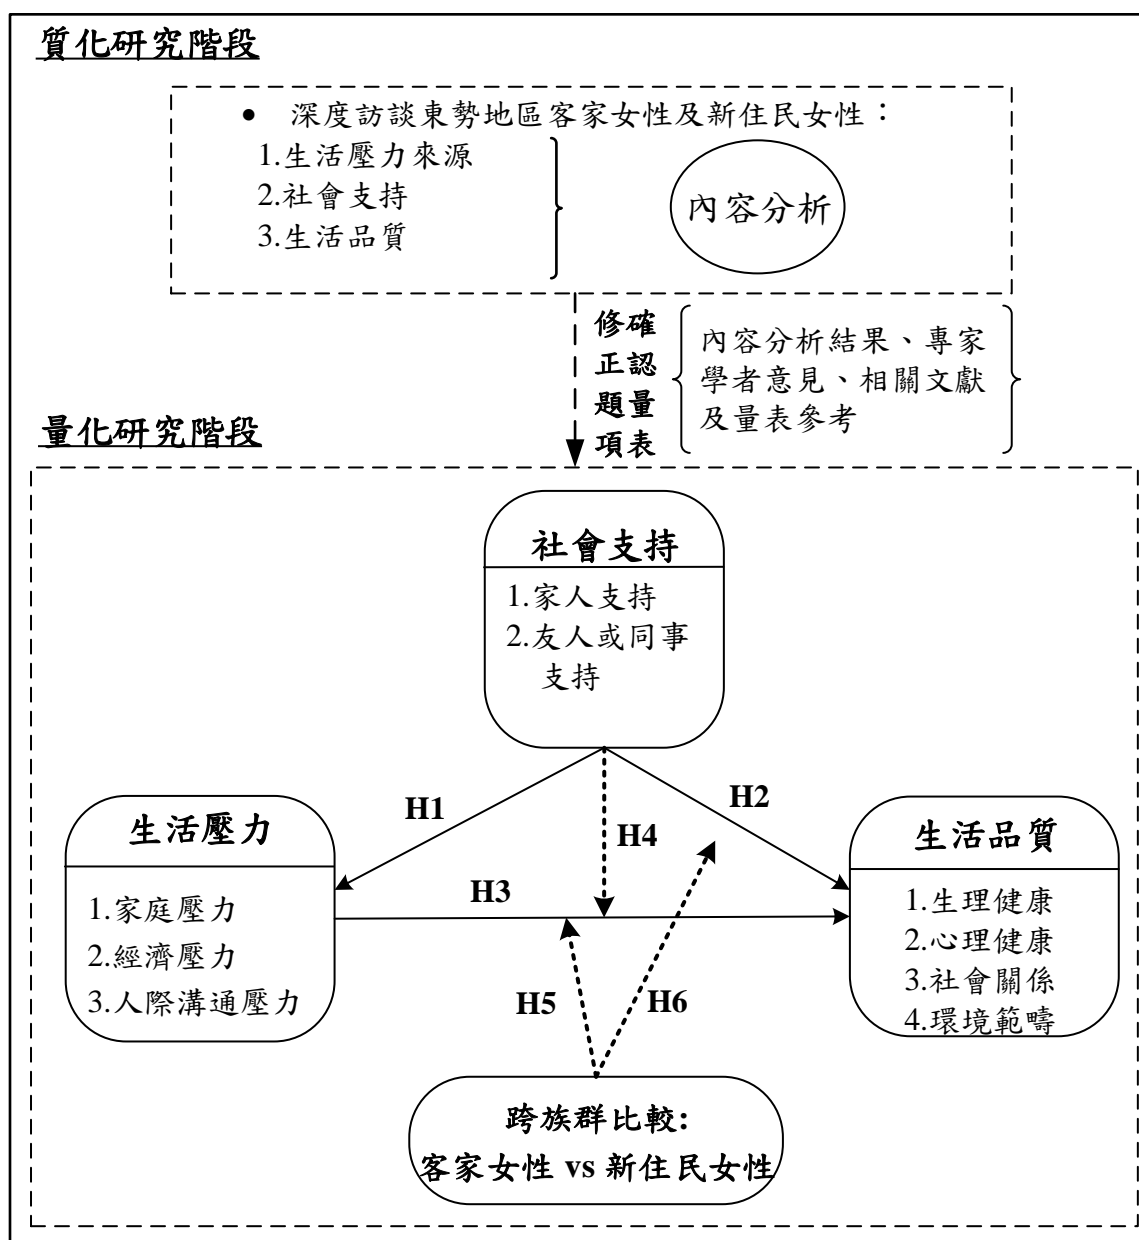 質化研究階段
• 深度訪談東勢地區客家女性及新住民女性：
1.生活壓力來源
2.社會支持
3.生活品質
內容分析
修確
正認
題量
項表
內容分析結果、專家
學者意見、相關文獻
及量表參考
量化研究階段
社會支持
1.家人支持
2.友人或同事
支持
H1
H2
H4
生活壓力
1.家庭壓力
2.經濟壓力
3.人際溝通壓力
H3
生活品質
1.生理健康
2.心理健康
3.社會關係
4.環境範疇
H5
H6
跨族群比較:
客家女性 vs 新住民女性